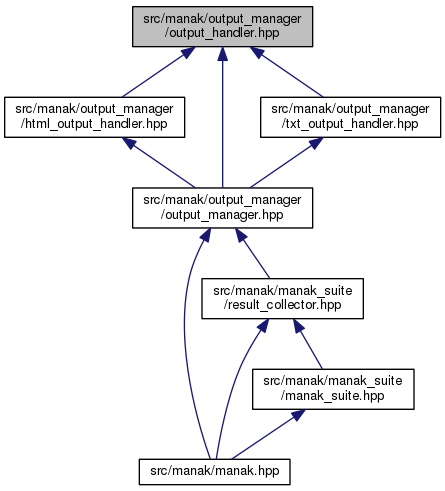 src/manak/output_manager
/output_handler.hpp
src/manak/output_manager
/html_output_handler.hpp
src/manak/output_manager
/txt_output_handler.hpp
src/manak/output_manager
/output_manager.hpp
src/manak/manak_suite
/result_collector.hpp
src/manak/manak_suite
/manak_suite.hpp
src/manak/manak.hpp